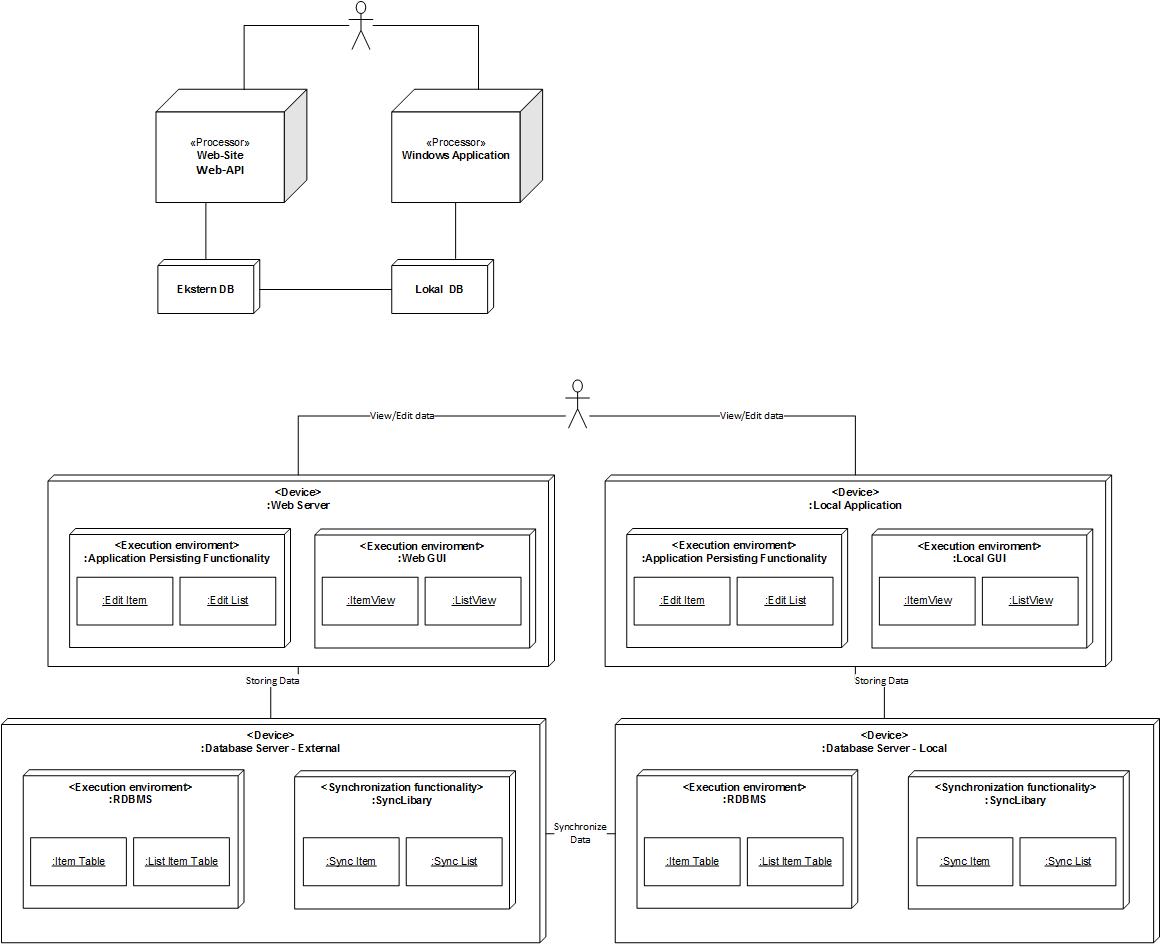 «Processor»
Web-Site
Web-API
«Processor»
Windows Application
Ekstern DB
Lokal  DB
View/Edit data
View/Edit data
<Device>
:Web Server
<Execution enviroment>
:Application Persisting Functionality
:Edit Item
:Edit List
<Execution enviroment>
:Web GUI
:ItemView
:ListView
<Device>
:Local Application
<Execution enviroment>
:Application Persisting Functionality
:Edit Item
:Edit List
<Execution enviroment>
:Local GUI
:ItemView
:ListView
Storing Data
Storing Data
<Device>
:Database Server - External
<Execution enviroment>
:RDBMS
:Item Table
:List Item Table
<Synchronization functionality>
:SyncLibary
:Sync Item
:Sync List
Synchronize
Data
<Device>
:Database Server - Local
<Execution enviroment>
:RDBMS
:Item Table
:List Item Table
<Synchronization functionality>
:SyncLibary
:Sync Item
:Sync List